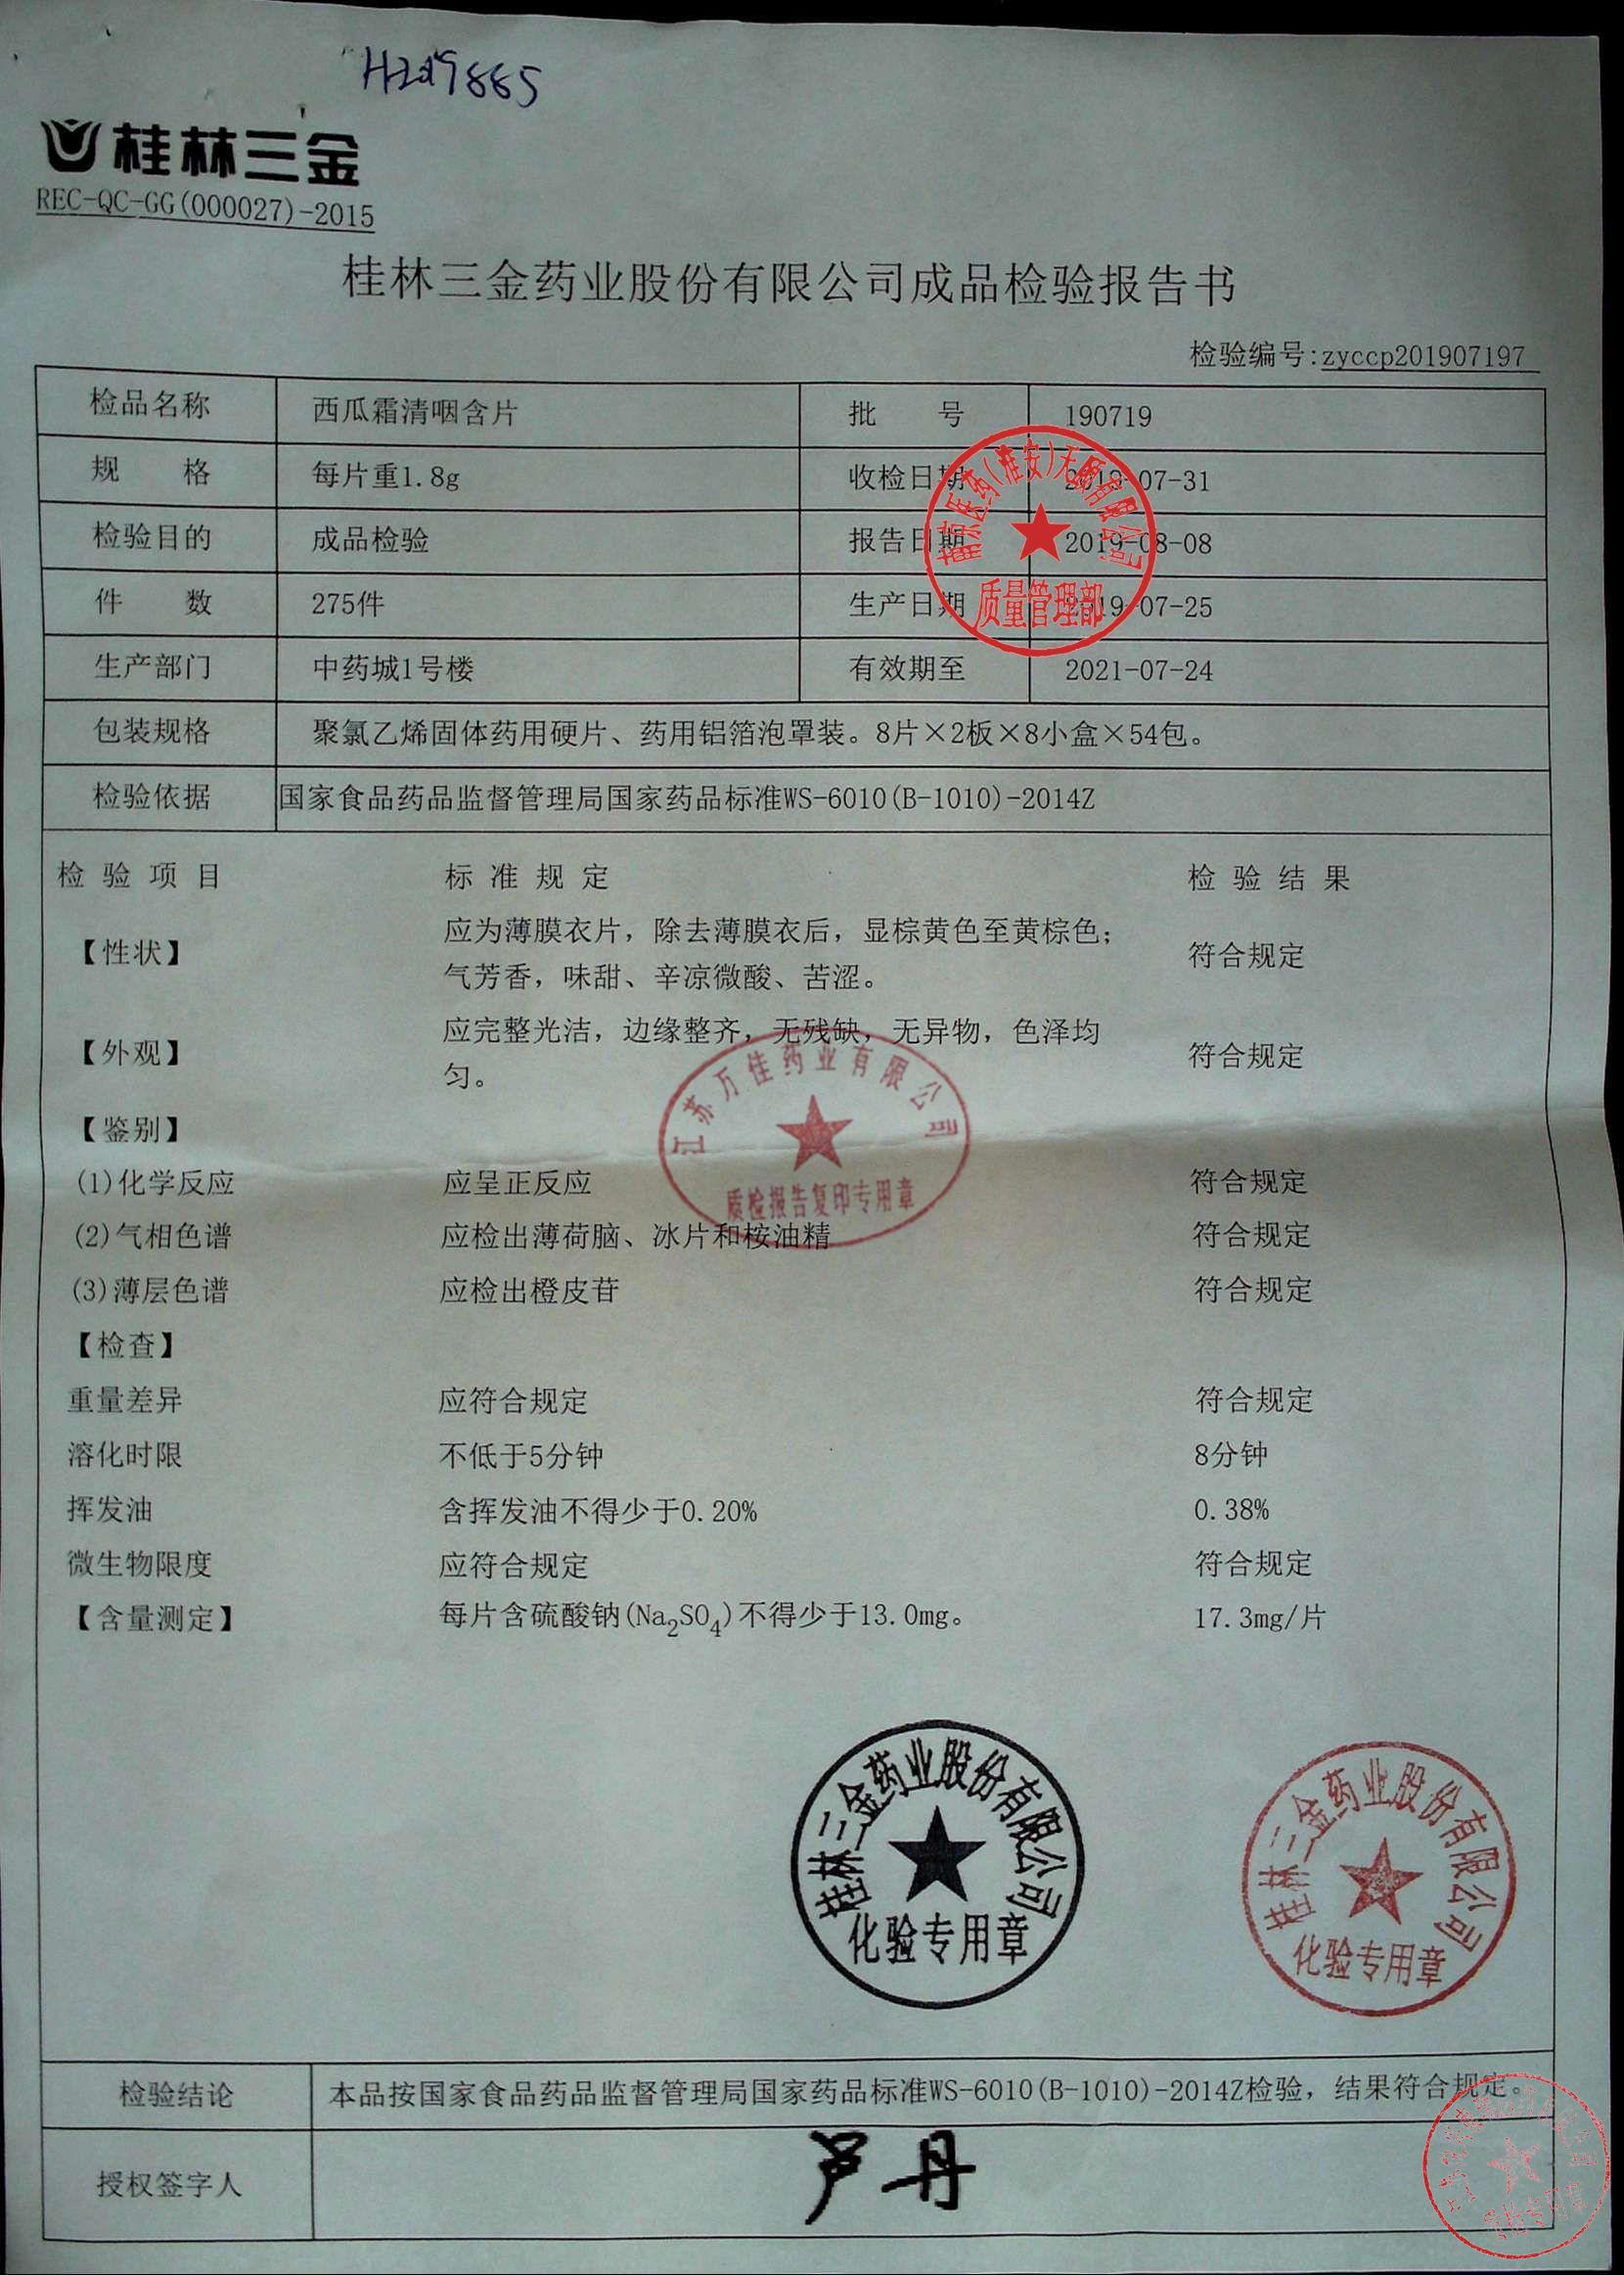 桂林三金
REC-QC-GG(000027)-2015
桂林三金药业股份有限公司成品检验报告书
检验编号:zyccp201907197
检品名称 西瓜霜清咽含片 批 号 190719
规 格 每片重1.8g 收检日期 2019-07-31
检验目的 成品检验 报告日期 2019-08-08
件 数 275件 生产日期 2019-07-25
生产部门 中药城1号楼 有效期至 2021-07-24
包装规格 聚氯乙烯固体药用硬片、药用铝箔泡罩装。8片×2板×8小盒×54包。
检验依据 国家食品药品监督管理局国家药品标准WS-6010(B-1010)-2014Z
检 验 项 目 标 准 规 定 检 验 结 果
【性状】 应为薄膜衣片，除去薄膜衣后，显棕黄色至黄棕色；
气芳香，味甜、辛凉微酸、苦涩。 符合规定
【外观】 应完整光洁，边缘整齐，无残缺，无异物，色泽均
匀。 符合规定
【鉴别】
(1)化学反应 应呈正反应 符合规定
(2)气相色谱 应检出薄荷脑、冰片和桉油精 符合规定
(3)薄层色谱 应检出橙皮苷 符合规定
【检查】
重量差异 应符合规定 符合规定
溶化时限 不低于5分钟 8分钟
挥发油 含挥发油不得少于0.20% 0.38%
微生物限度 应符合规定 符合规定
【含量测定】 每片含硫酸钠(Na₂SO₄)不得少于13.0mg。 17.3mg/片
南京医药(淮安)天颐有限公司
质量管理部
江苏万佳药业有限公司
质检报告复印专用章
桂林三金药业股份有限公司
化验专用章
桂林三金药业股份有限公司
化验专用章
检验结论 本品按国家食品药品监督管理局国家药品标准WS-6010(B-1010)-2014Z检验，结果符合规定。
授权签字人 芦丹